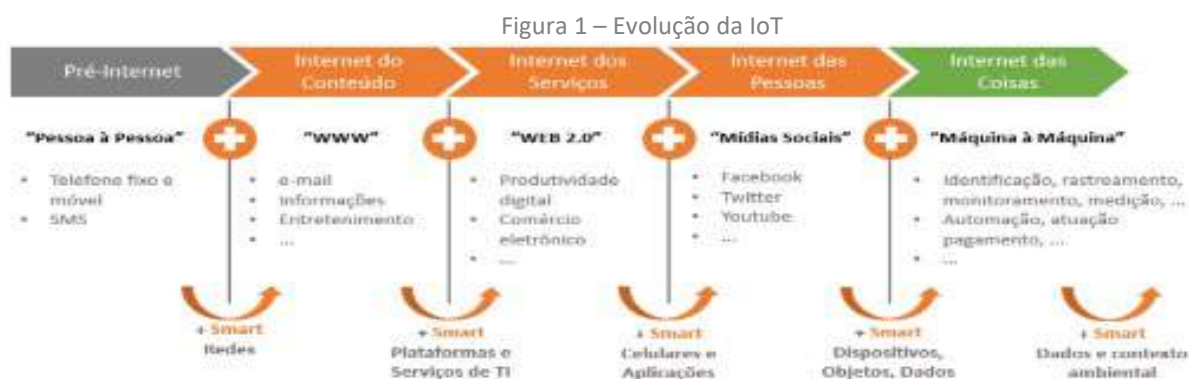 Figura 1 – Evolução da IoT
Pré-Internet
Internet do
Conteúdo
Internet dos
Serviços
Internet das
Pessoas
Internet das
Coisas
"Pessoa à Pessoa"
• Telefone fixo e
móvel
• SMS
"WWW"
• e-mail
• Informações
• Entretenimento
• ...
"WEB 2.0"
• Produtividade
digital
• Comércio
eletrônico
• ...
"Mídias Sociais"
• Facebook
• Twitter
• Youtube
• ...
"Máquina à Máquina"
• Identificação, rastreamento,
monitoramento, medição, ...
• Automação, atuação
pagamento, ...
• ...
+ Smart
Redes
+ Smart
Plataformas e
Serviços de TI
+ Smart
Celulares e
Aplicações
+ Smart
Dispositivos,
Objetos, Dados
+ Smart
Dados e contexto
ambiental